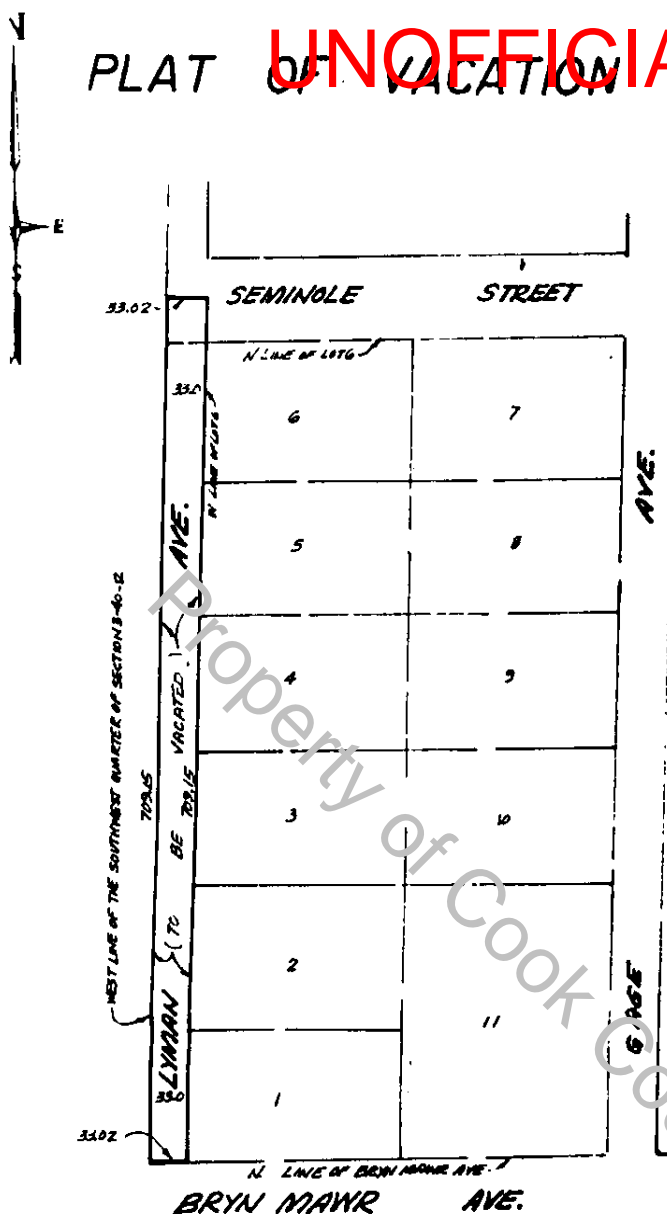 UNOFFICIA
PLAT OF VACATION
E
S
SEMINOLE STREET
33.02
N LINE OF LOT 6
33.0
W LINE OF LOT 6
6
7
AVE.
AVE.
5
8
WEST LINE OF THE SOUTHWEST QUARTER OF SECTION 3-40-12
4
9
(TO BE VACATED)
709.15
709.15
3
10
Property of Cook Co
2
11
GAGE
LYMAN
33.0
1
33.02
N. LINE OF BRYN MAWR AVE.
BRYN MAWR AVE.